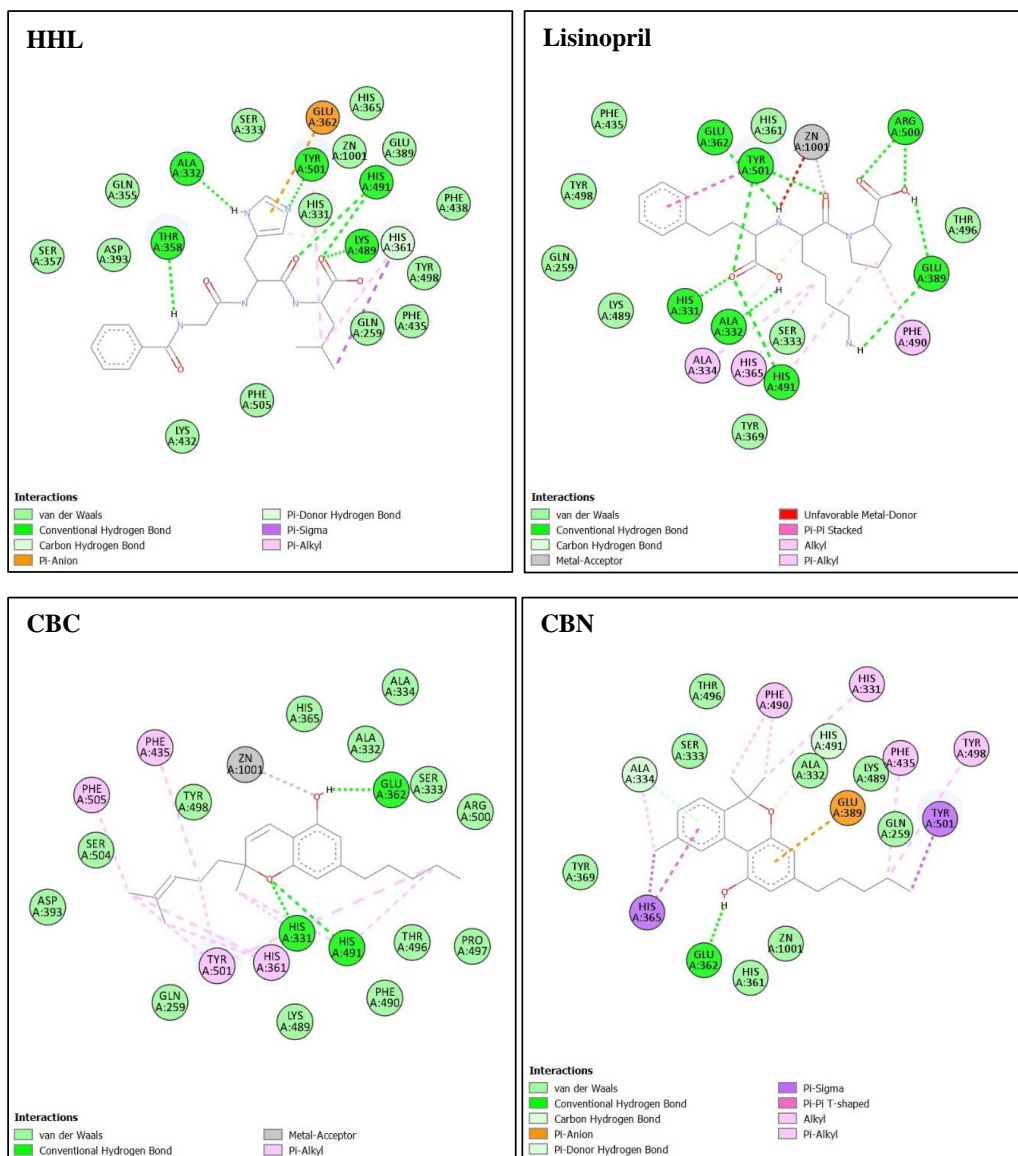 HHL
HIS
A:365
GLU
A:362
SER
A:333
ZN
A:1001
GLU
A:389
TYR
A:501
ALA
A:332
HIS
A:491
GLN
A:355
PHE
A:438
HIS
A:331
H
N
N
THR
A:358
LYS
A:489
HIS
A:361
SER
A:357
ASP
A:393
O
O
O
TYR
A:498
H
O
N
N
N
GLN
A:259
PHE
A:435
O
PHE
A:505
LYS
A:432
Interactions
van der Waals
Conventional Hydrogen Bond
Carbon Hydrogen Bond
Pi-Anion
Pi-Donor Hydrogen Bond
Pi-Sigma
Pi-Alkyl
Lisinopril
PHE
A:435
GLU
A:362
HIS
A:361
ZN
A:1001
ARG
A:500
TYR
A:501
TYR
A:498
O
O
H
H
H
O
N
N
THR
A:496
GLN
A:259
O
O
H
GLU
A:389
HIS
A:331
LYS
A:489
ALA
A:332
SER
A:333
PHE
A:490
N
H
ALA
A:334
HIS
A:365
HIS
A:491
TYR
A:369
Interactions
van der Waals
Conventional Hydrogen Bond
Carbon Hydrogen Bond
Metal-Acceptor
Unfavorable Metal-Donor
Pi-Pi Stacked
Alkyl
Pi-Alkyl
CBC
ALA
A:334
HIS
A:365
PHE
A:435
ALA
A:332
ZN
A:1001
PHE
A:505
H
O
GLU
A:362
SER
A:333
TYR
A:498
ARG
A:500
SER
A:504
ASP
A:393
O
HIS
A:331
HIS
A:491
THR
A:496
PRO
A:497
TYR
A:501
HIS
A:361
GLN
A:259
LYS
A:489
PHE
A:490
Interactions
van der Waals
Conventional Hydrogen Bond
Metal-Acceptor
Pi-Alkyl
CBN
THR
A:496
PHE
A:490
HIS
A:331
HIS
A:491
SER
A:333
PHE
A:435
TYR
A:498
ALA
A:334
ALA
A:332
LYS
A:489
O
GLU
A:389
GLN
A:259
TYR
A:501
TYR
A:369
O
H
HIS
A:365
GLU
A:362
HIS
A:361
ZN
A:1001
Interactions
van der Waals
Conventional Hydrogen Bond
Carbon Hydrogen Bond
Pi-Anion
Pi-Donor Hydrogen Bond
Pi-Sigma
Pi-Pi T-shaped
Alkyl
Pi-Alkyl